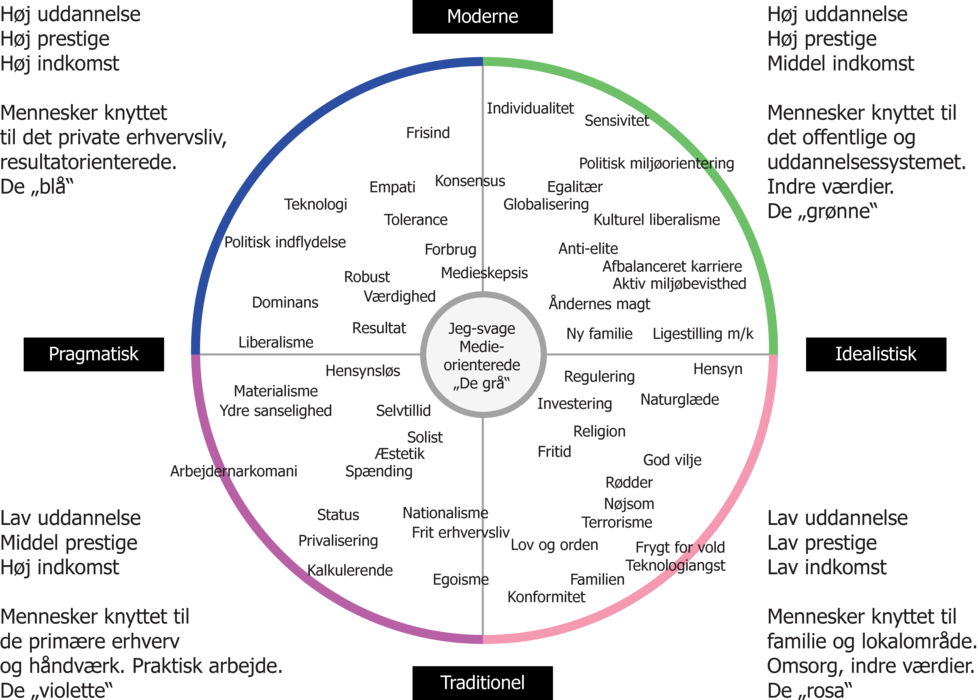 Moderne
Høj uddannelse
Høj prestige
Høj indkomst
Mennesker knyttet
til det private erhvervsliv,
resultatorienterede.
De „blå“
Høj uddannelse
Høj prestige
Middel indkomst
Mennesker knyttet til
det offentlige og
uddannelsessystemet.
Indre værdier.
De „grønne“
Frisind
Konsensus
Empati
Teknologi
Tolerance
Politisk indflydelse
Forbrug
Medieskepsis
Robust
Værdighed
Dominans
Resultat
Liberalisme
Individualitet
Sensivitet
Politisk miljøorientering
Egalitær
Globalisering
Kulturel liberalisme
Anti-elite
Afbalanceret karriere
Aktiv miljøbevisthed
Åndernes magt
Ny familie
Ligestilling m/k
Pragmatisk
Jeg-svage
Medie-
orienterede
„De grå“
Idealistisk
Hensynsløs
Materialisme
Ydre sanselighed
Selvtillid
Solist
Æstetik
Arbejdernarkomani
Spænding
Nationalisme
Status
Frit erhvervsliv
Privalisering
Kalkulerende
Egoisme
Hensyn
Regulering
Naturglæde
Investering
Religion
Fritid
God vilje
Rødder
Nøjsom
Terrorisme
Lov og orden
Frygt for vold
Teknologiangst
Familien
Konformitet
Lav uddannelse
Middel prestige
Høj indkomst
Mennesker knyttet til
de primære erhverv
og håndværk. Praktisk arbejde.
De „violette“
Lav uddannelse
Lav prestige
Lav indkomst
Mennesker knyttet til
familie og lokalområde.
Omsorg, indre værdier.
De „rosa“
Traditionel